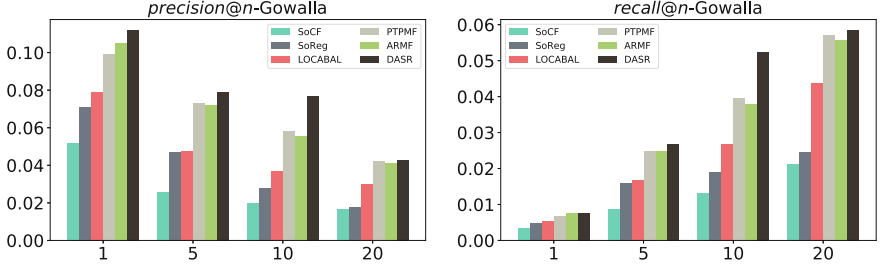 precision@n-Gowalla
0.10
0.08
0.06
0.04
0.02
0.00
SoCF
SoReg
LOCABAL
PTPMF
ARMF
DASR
1 5 10 20
recall@n-Gowalla
0.06
0.05
0.04
0.03
0.02
0.01
0.00
SoCF
SoReg
LOCABAL
PTPMF
ARMF
DASR
1 5 10 20